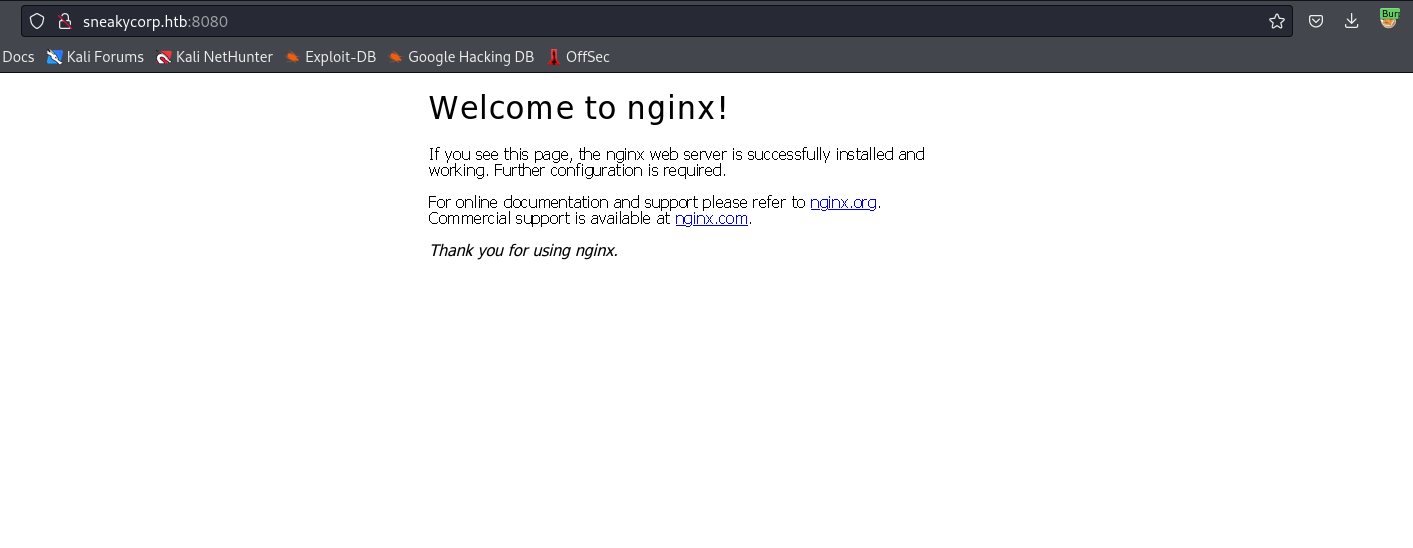 sneakycorp.htb:8080
Docs Kali Forums Kali NetHunter Exploit-DB Google Hacking DB OffSec
Welcome to nginx!
If you see this page, the nginx web server is successfully installed and
working. Further configuration is required.
For online documentation and support please refer to nginx.org.
Commercial support is available at nginx.com.
Thank you for using nginx.